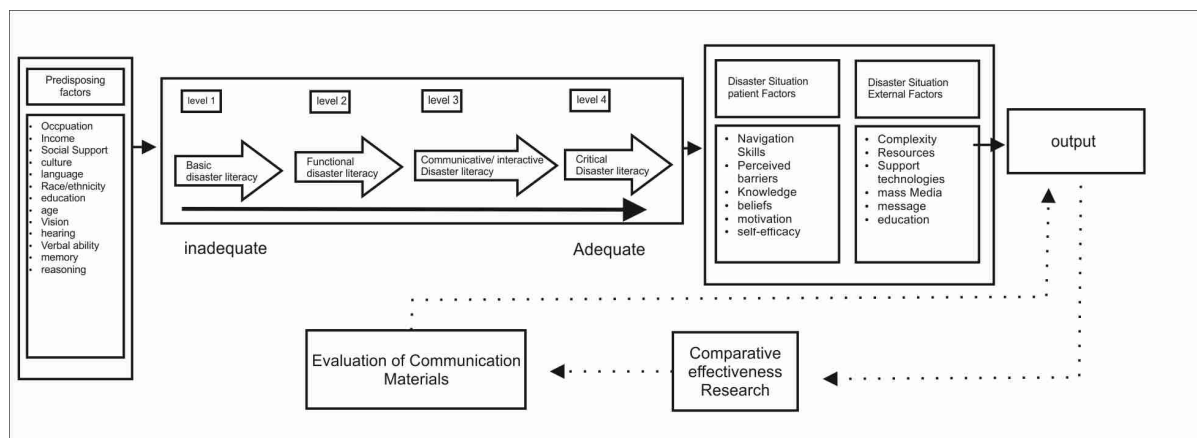 Predisposing
factors
Occpuation
Income
Social Support
culture
language
Race/ethnicity
education
age
Vision
hearing
Verbal ability
memory
reasoning
level 1
level 2
level 3
level 4
Basic
disaster literacy
Functional
disaster literacy
Communicative/ interactive
Disaster literacy
Critical
Disaster literacy
inadequate
Adequate
Disaster Situation
patient Factors
Navigation
Skills
Perceived
barriers
Knowledge
beliefs
motivation
self-efficacy
Disaster Situation
External Factors
Complexity
Resources
Support
technologies
mass Media
message
education
output
Evaluation of Communication
Materials
Comparative
effectiveness
Research